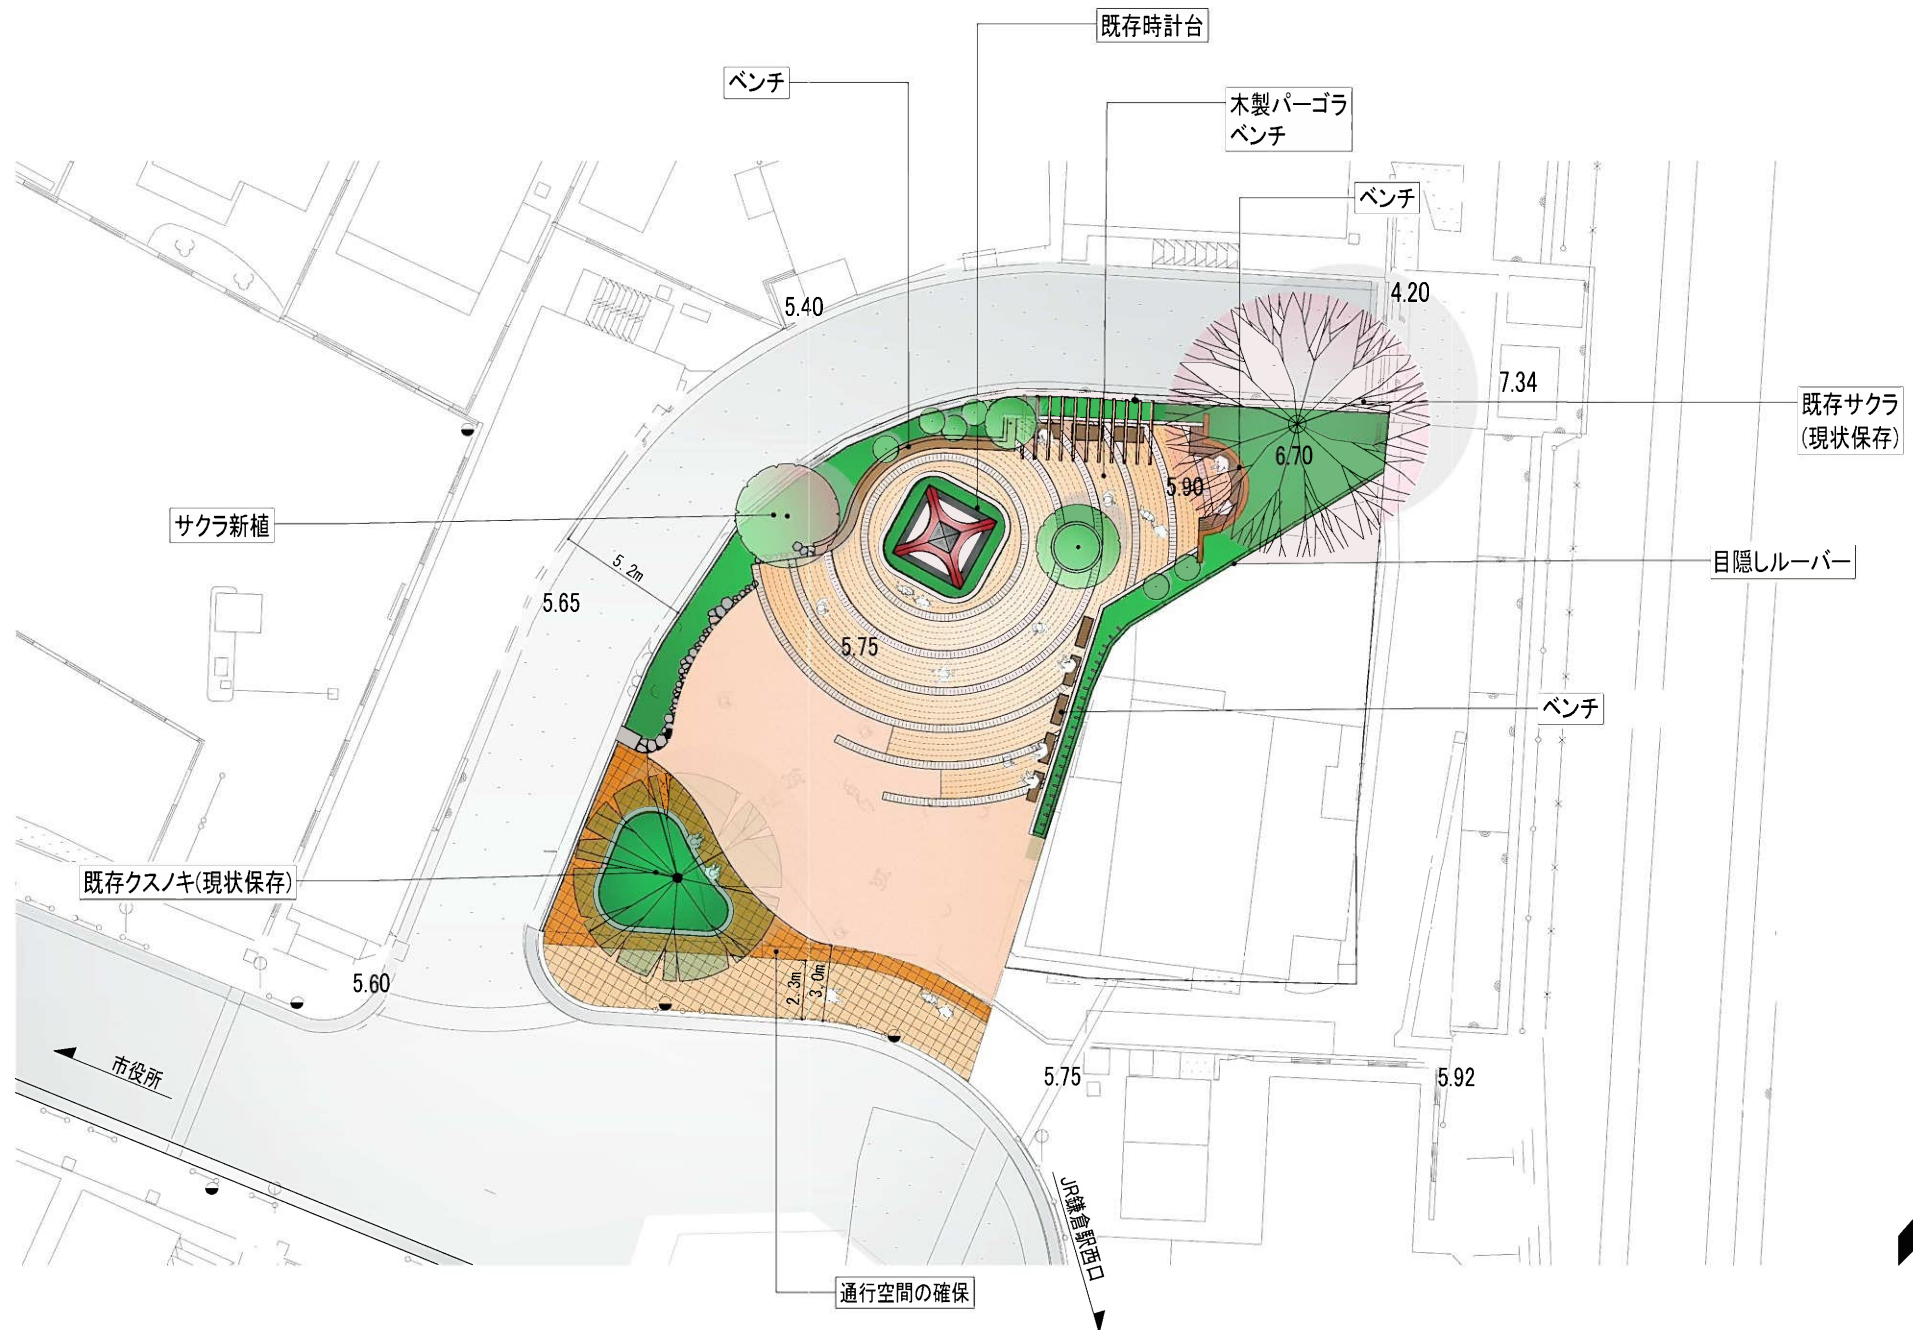 既存時計台
ベンチ
木製パーゴラ
ベンチ
ベンチ
5.40
4.20
7.34
既存サクラ
(現状保存)
6.70
5.90
サクラ新植
5.2m
目隠しルーバー
5.65
5.75
ベンチ
既存クスノキ(現状保存)
5.60
2.3m
3.0m
市役所
5.75
5.92
JR鎌倉駅西口
通行空間の確保